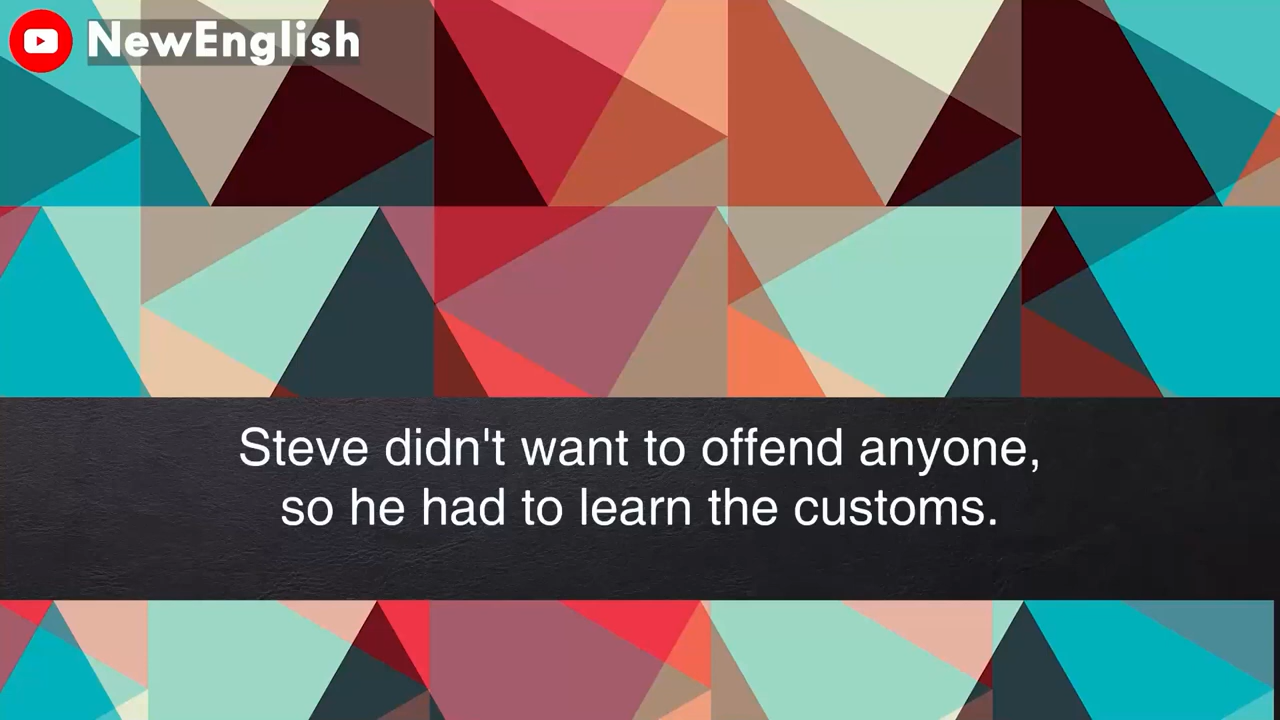 NewEnglish
Steve didn't want to offend anyone,
so he had to learn the customs.